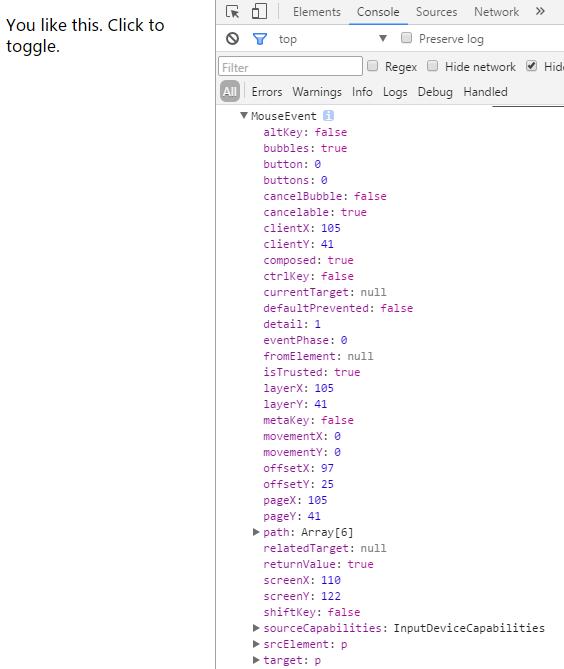 You like this. Click to
toggle.
Elements Console Sources Network »
top Preserve log
Filter Regex Hide network Hide
All Errors Warnings Info Logs Debug Handled
MouseEvent i
altKey: false
bubbles: true
button: 0
buttons: 0
cancelBubble: false
cancelable: true
clientX: 105
clientY: 41
composed: true
ctrlKey: false
currentTarget: null
defaultPrevented: false
detail: 1
eventPhase: 0
fromElement: null
isTrusted: true
layerX: 105
layerY: 41
metaKey: false
movementX: 0
movementY: 0
offsetX: 97
offsetY: 25
pageX: 105
pageY: 41
path: Array[6]
relatedTarget: null
returnValue: true
screenX: 110
screenY: 122
shiftKey: false
sourceCapabilities: InputDeviceCapabilities
srcElement: p
target: p